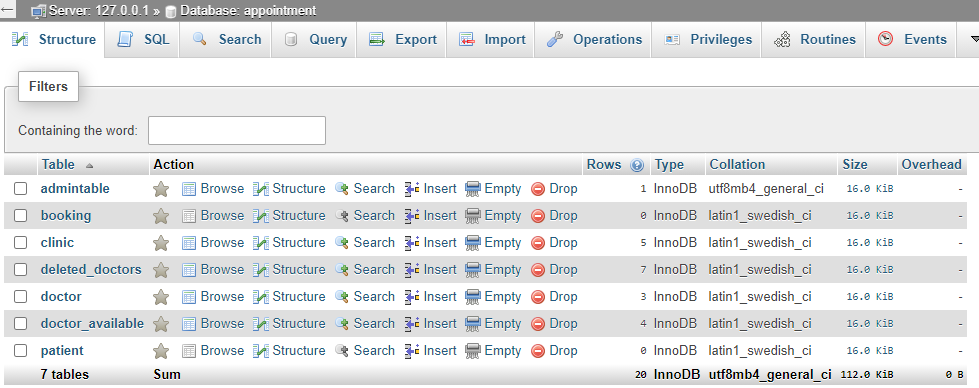 Server: 127.0.0.1 » Database: appointment
Structure SQL Search Query Export Import Operations Privileges Routines Events
Filters
Containing the word:
Table Action Rows Type Collation Size Overhead
admintable Browse Structure Search Insert Empty Drop 1 InnoDB utf8mb4_general_ci 16.0 KiB -
booking Browse Structure Search Insert Empty Drop 0 InnoDB latin1_swedish_ci 16.0 KiB -
clinic Browse Structure Search Insert Empty Drop 5 InnoDB latin1_swedish_ci 16.0 KiB -
deleted_doctors Browse Structure Search Insert Empty Drop 7 InnoDB latin1_swedish_ci 16.0 KiB -
doctor Browse Structure Search Insert Empty Drop 3 InnoDB latin1_swedish_ci 16.0 KiB -
doctor_available Browse Structure Search Insert Empty Drop 4 InnoDB latin1_swedish_ci 16.0 KiB -
patient Browse Structure Search Insert Empty Drop 0 InnoDB latin1_swedish_ci 16.0 KiB -
7 tables Sum 20 InnoDB utf8mb4_general_ci 112.0 KiB 0 B